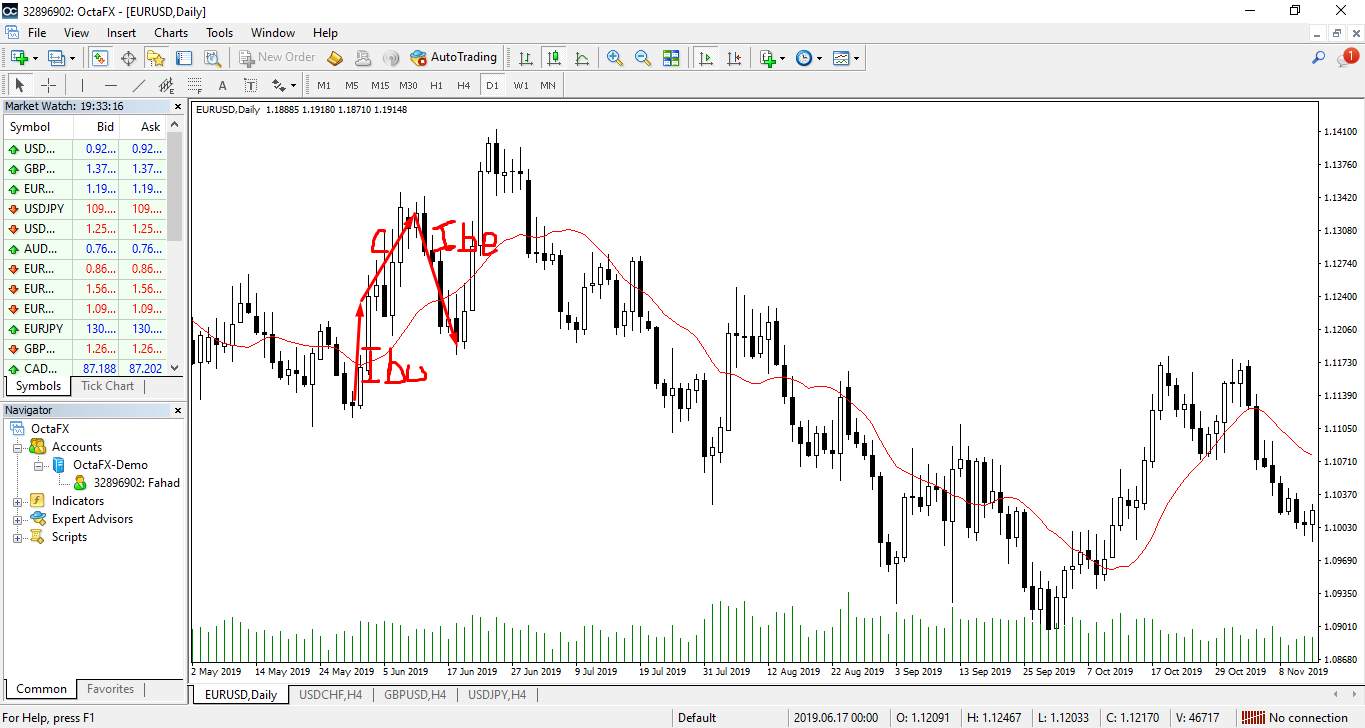 32896902: OctaFX - [EURUSD,Daily]
File View Insert Charts Tools Window Help
New Order AutoTrading 1
A T M1 M5 M15 M30 H1 H4 D1 W1 MN
Market Watch: 19:33:16
Symbol Bid Ask
USD... 0.92... 0.92...
GBP... 1.37... 1.37...
EUR... 1.19... 1.19...
USDJPY 109.... 109....
USD... 1.25... 1.25...
AUD... 0.76... 0.76...
EUR... 0.86... 0.86...
EUR... 1.56... 1.56...
EUR... 1.09... 1.09...
EURJPY 130.... 130....
GBP... 1.26... 1.26...
CAD... 87.188 87.202
Symbols Tick Chart
Navigator
OctaFX
Accounts
OctaFX-Demo
32896902: Fahad
Indicators
Expert Advisors
Scripts
Common Favorites
EURUSD,Daily 1.18885 1.19180 1.18710 1.19148
C Ibe
Ibu
1.14100
1.13760
1.13420
1.13080
1.12740
1.12400
1.12060
1.11730
1.11390
1.11050
1.10710
1.10370
1.10030
1.09690
1.09350
1.09010
1.08680
2 May 2019 14 May 2019 24 May 2019 5 Jun 2019 17 Jun 2019 27 Jun 2019 9 Jul 2019 19 Jul 2019 31 Jul 2019 12 Aug 2019 22 Aug 2019 3 Sep 2019 13 Sep 2019 25 Sep 2019 7 Oct 2019 17 Oct 2019 29 Oct 2019 8 Nov 2019
EURUSD,Daily USDCHF,H4 GBPUSD,H4 USDJPY,H4
For Help, press F1 Default 2019.06.17 00:00 O: 1.12091 H: 1.12467 L: 1.12033 C: 1.12170 V: 46717 No connection